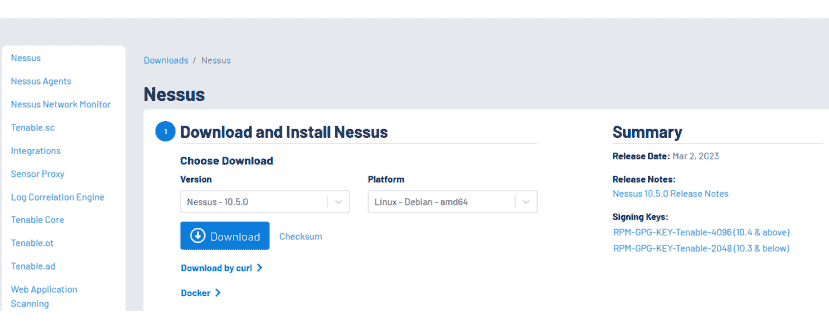 Nessus
Nessus Agents
Nessus Network Monitor
Tenable.sc
Integrations
Sensor Proxy
Log Correlation Engine
Tenable Core
Tenable.ot
Tenable.ad
Web Application
Scanning
Downloads / Nessus
Nessus
1 Download and Install Nessus
Choose Download
Version Platform
Nessus - 10.5.0 Linux - Debian - amd64
Download Checksum
Download by curl
Docker
Summary
Release Date: Mar 2, 2023
Release Notes:
Nessus 10.5.0 Release Notes
Signing Keys:
RPM-GPG-KEY-Tenable-4096 (10.4 & above)
RPM-GPG-KEY-Tenable-2048 (10.3 & below)